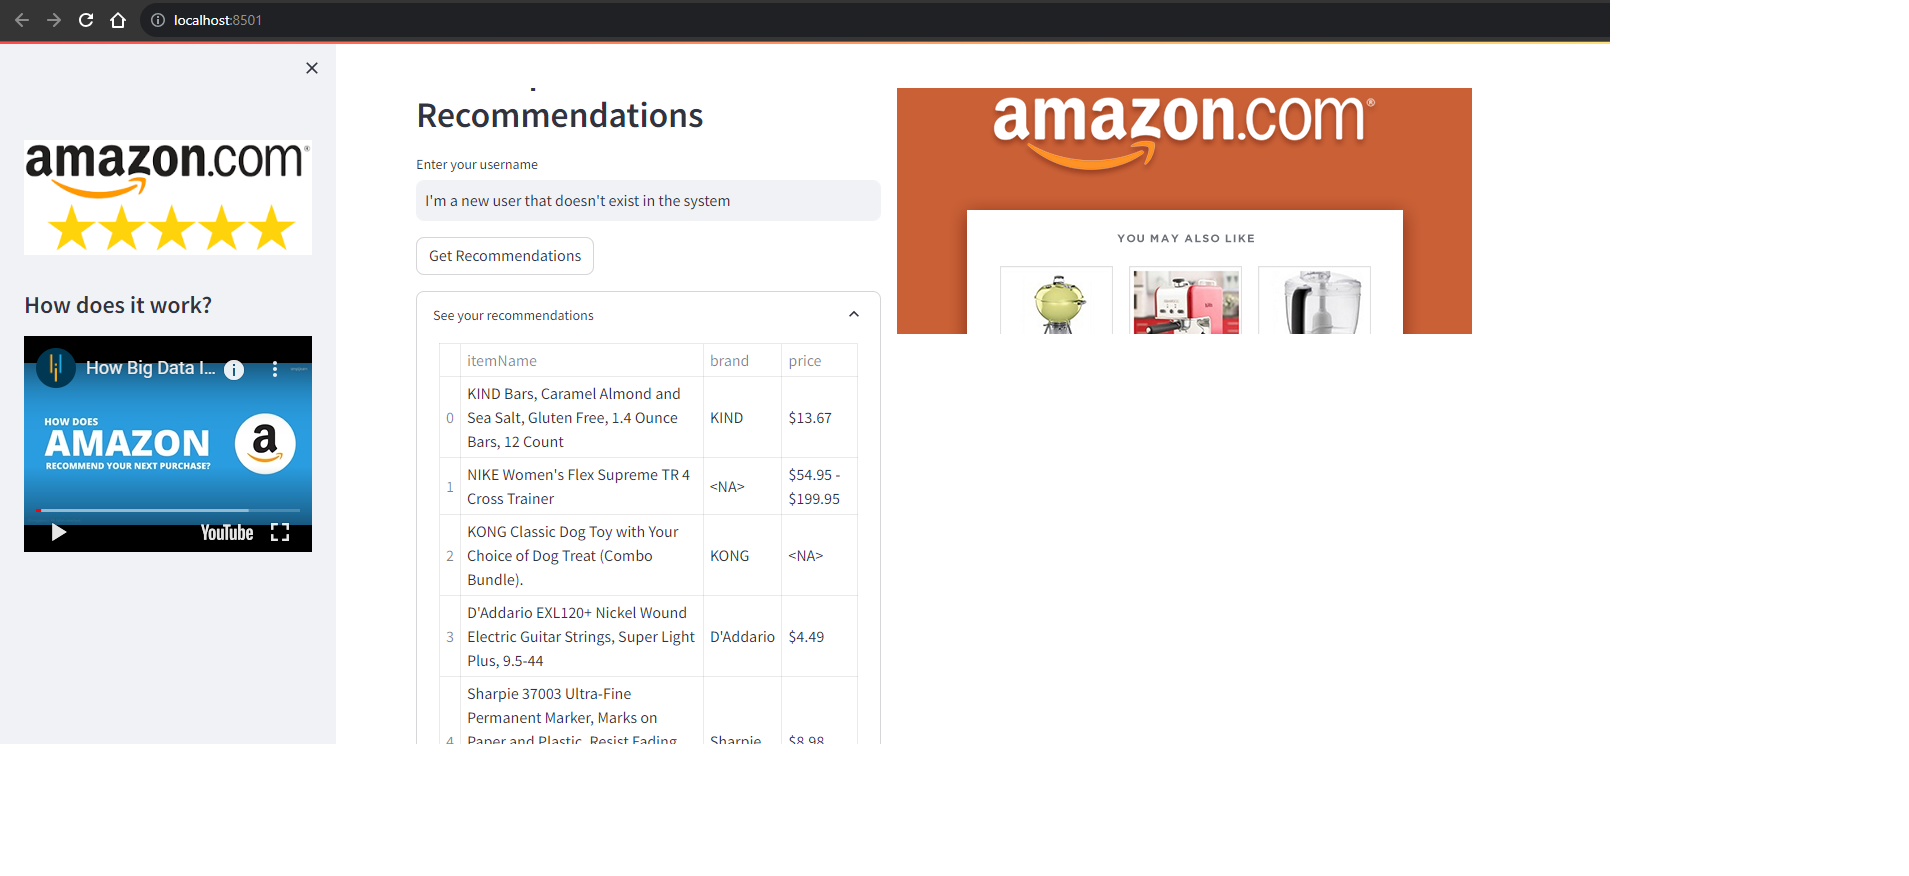 localhost:8501
amazon.com®
How does it work?
How Big Data I...
HOW DOES
AMAZON
RECOMMEND YOUR NEXT PURCHASE?
a
YouTube
Recommendations
Enter your username
I'm a new user that doesn't exist in the system
Get Recommendations
See your recommendations
itemName brand price
0 KIND Bars, Caramel Almond and
Sea Salt, Gluten Free, 1.4 Ounce
Bars, 12 Count KIND $13.67
1 NIKE Women's Flex Supreme TR 4
Cross Trainer <NA> $54.95 -
$199.95
2 KONG Classic Dog Toy with Your
Choice of Dog Treat (Combo
Bundle). KONG <NA>
3 D'Addario EXL120+ Nickel Wound
Electric Guitar Strings, Super Light
Plus, 9.5-44 D'Addario $4.49
4 Sharpie 37003 Ultra-Fine
Permanent Marker, Marks on
Paper and Plastic, Resist Fading Sharpie $8.98
amazon.com®
YOU MAY ALSO LIKE